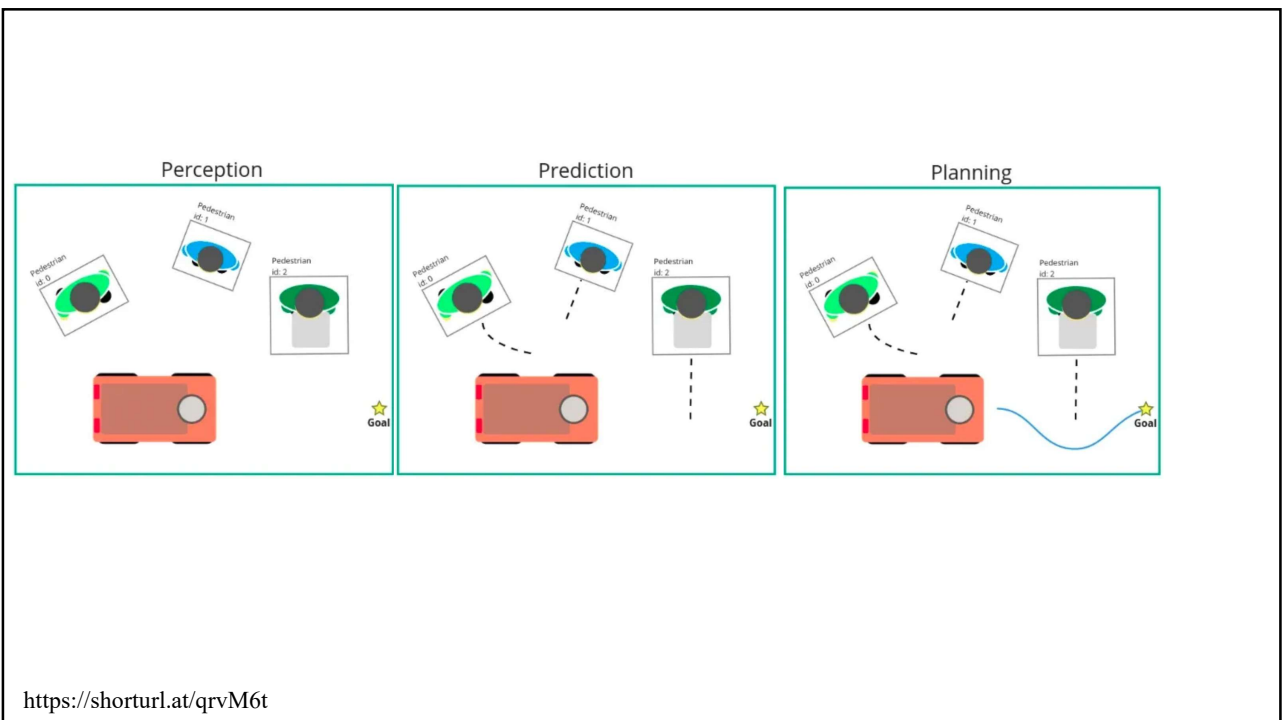 Perception
Pedestrian
id: 0
Pedestrian
id: 1
Pedestrian
id: 2
Goal
Prediction
Pedestrian
id: 0
Pedestrian
id: 1
Pedestrian
id: 2
Goal
Planning
Pedestrian
id: 0
Pedestrian
id: 1
Pedestrian
id: 2
Goal
https://shorturl.at/qrvM6t